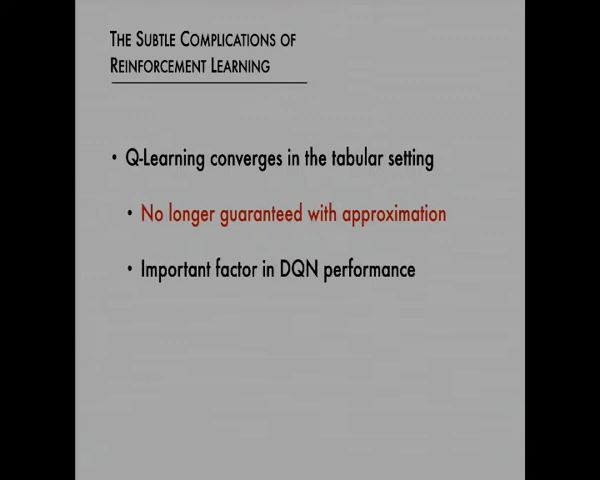 THE SUBTLE COMPLICATIONS OF
REINFORCEMENT LEARNING
• Q-Learning converges in the tabular setting
• No longer guaranteed with approximation
• Important factor in DQN performance